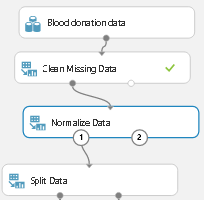 Blood donation data
Clean Missing Data
Normalize Data
1
2
Split Data